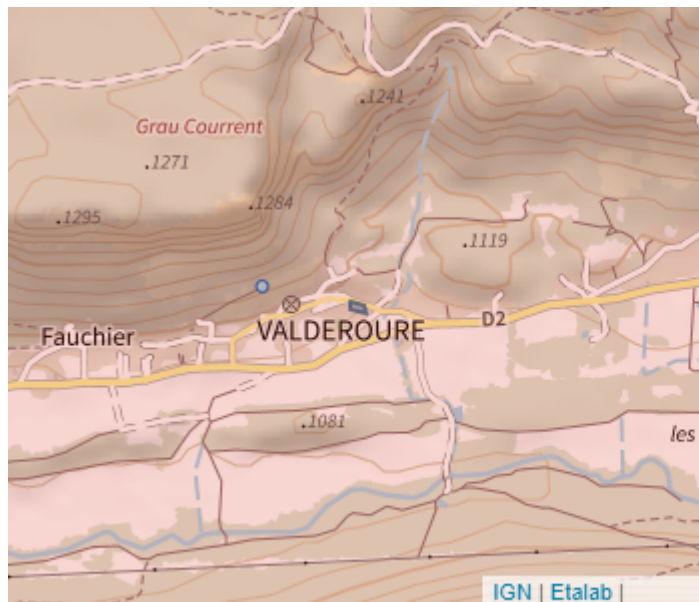 .1241
Grau Courrent
.1271
.1284
.1295
.1119
Fauchier
VALDEROURE
D2
.1081
les
IGN | Etalab |